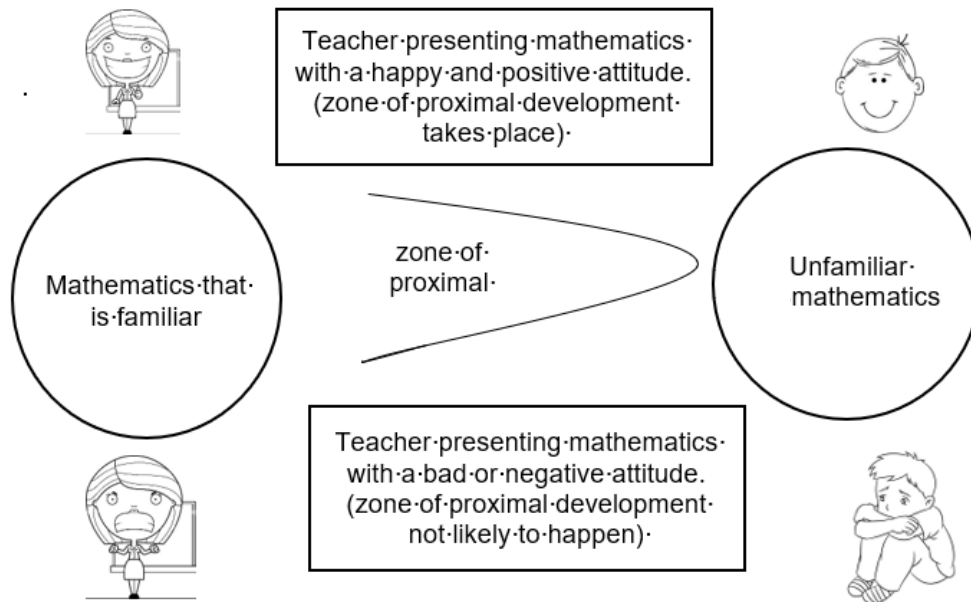 Teacher·presenting·mathematics·
with·a·happy·and·positive·attitude.
(zone·of·proximal·development·
takes·place)·
.
Mathematics·that·
is·familiar
zone·of·
proximal·
Unfamiliar·
mathematics
Teacher·presenting·mathematics·
with·a·bad·or·negative·attitude.
(zone·of·proximal·development·
not·likely·to·happen)·